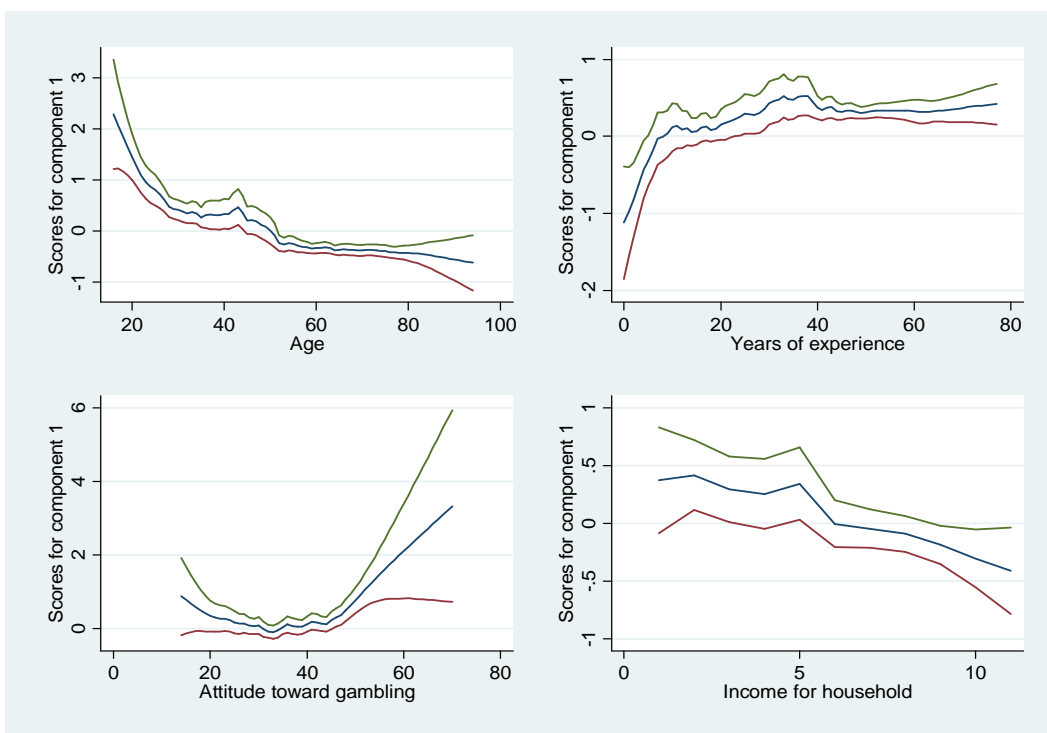 Scores for component 1
3
2
1
0
-1
20 40 60 80 100
Age
Scores for component 1
1
0
-1
-2
0 20 40 60 80
Years of experience
Scores for component 1
6
4
2
0
0 20 40 60 80
Attitude toward gambling
Scores for component 1
1
.5
0
-.5
-1
0 5 10
Income for household